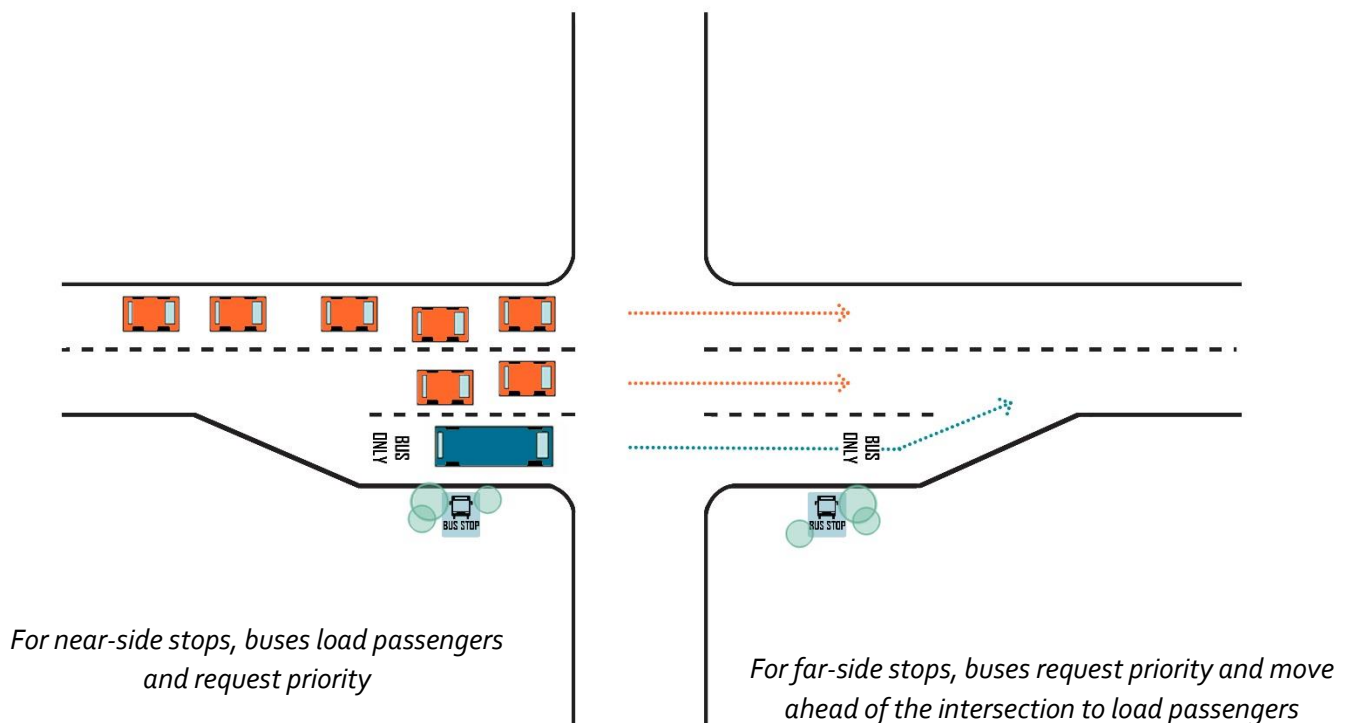 BUS
ONLY
BUS
ONLY
BUS STOP
BUS STOP
For near-side stops, buses load passengers
and request priority
For far-side stops, buses request priority and move
ahead of the intersection to load passengers